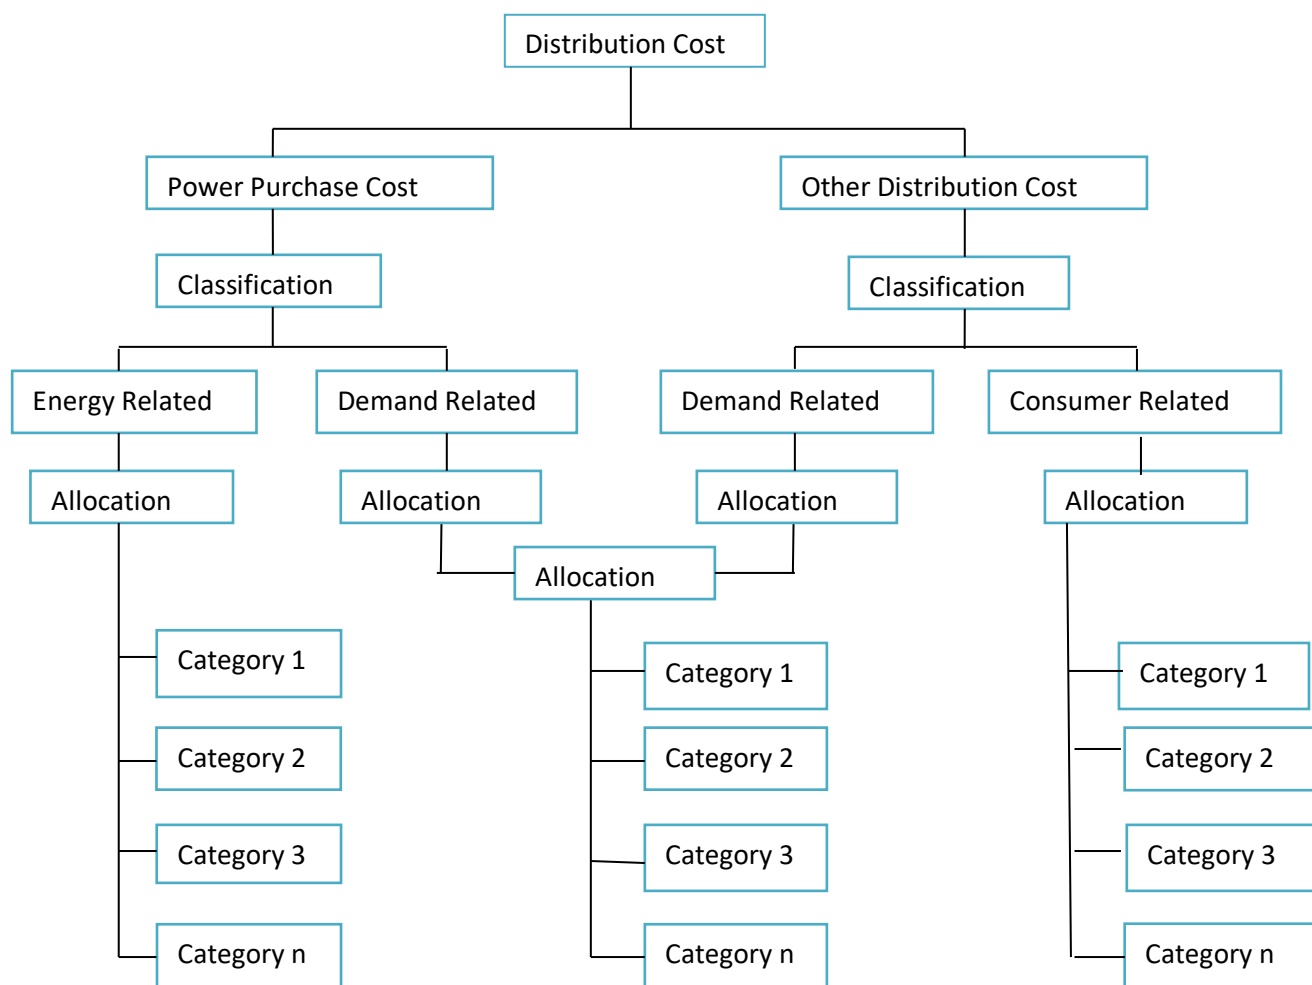 Distribution Cost
Power Purchase Cost
Other Distribution Cost
Classification
Classification
Energy Related
Demand Related
Demand Related
Consumer Related
Allocation
Allocation
Allocation
Allocation
Allocation
Category 1
Category 2
Category 3
Category n
Category 1
Category 2
Category 3
Category n
Category 1
Category 2
Category 3
Category n